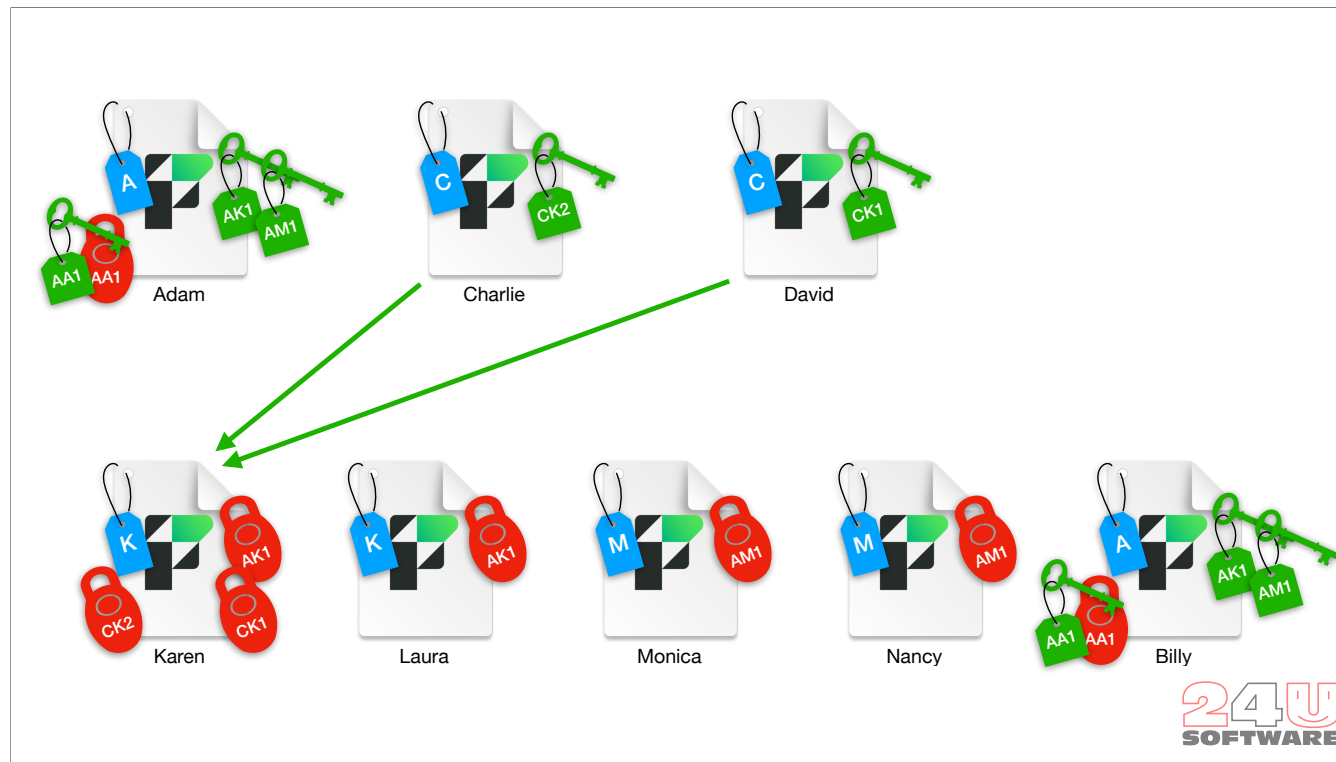 A
AK1
AM1
AA1
AA1
Adam
C
CK2
Charlie
C
CK1
David
K
AK1
CK2
CK1
Karen
K
AK1
Laura
M
AM1
Monica
M
AM1
Nancy
A
AK1
AM1
AA1
AA1
Billy
24U
SOFTWARE